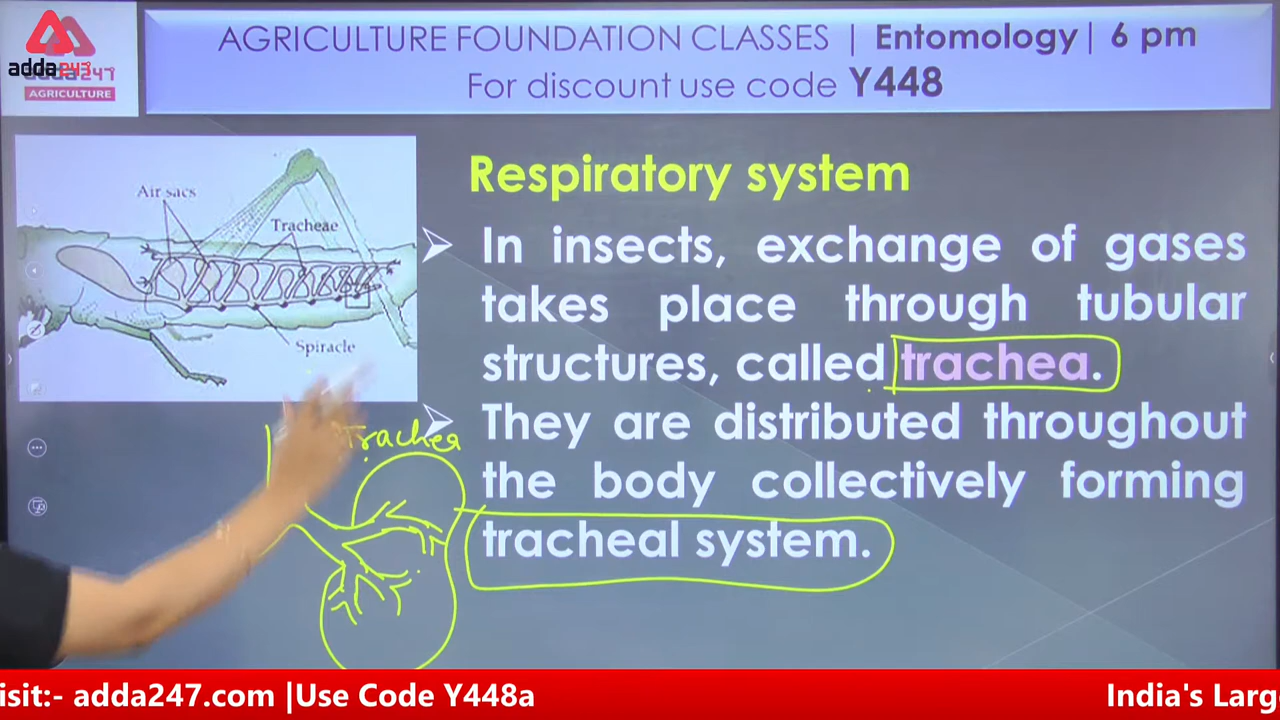 AGRICULTURE FOUNDATION CLASSES | Entomology| 6 pm
For discount use code Y448
adda247
adda247
AGRICULTURE
Air sacs
Tracheae
Spiracle
Respiratory system
In insects, exchange of gases
takes place through tubular
structures, called trachea.
They are distributed throughout
the body collectively forming
tracheal system.
Trachea
isit:- adda247.com |Use Code Y448a
India's Larg